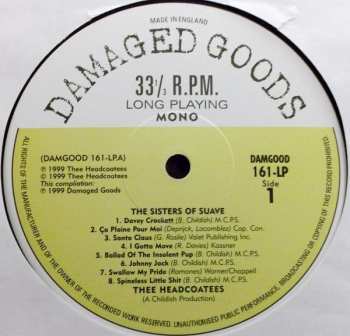 MADE IN ENGLAND
DAMAGED GOODS
33⅓ R.P.M.
LONG PLAYING
MONO
(DAMGOOD 161-LP.A)
℗ 1999 Thee Headcoatees
© 1999 Thee Headcoatees
This compilation:
℗ 1999 Damaged Goods
DAMGOOD
161-LP
Side
1
THE SISTERS OF SUAVE
1. Davey Crockett (B. Childish) M.C.P.S.
2. Ça Plane Pour Moi (Deprijck, Lacomblez) Cop. Con.
3. Santa Claus (G. Roslie) Valet Publishing Inc.
4. I Gotta Move (R. Davies) Kassner
5. Ballad Of The Insolent Pup (B. Childish) M.C.P.S.
6. Johnny Jack (B. Childish) M.C.P.S.
7. Swallow My Pride (Ramones) Warner/Chappell
8. Spineless Little Shit (B. Childish) M.C.P.S.
THEE HEADCOATEES
(A Childish Production)
ALL RIGHTS OF THE MANUFACTURER AND OF THE OWNER OF THE RECORDED WORK RESERVED. UNAUTHORISED PUBLIC PERFORMANCE, BROADCASTING OR COPYING OF THIS RECORD PROHIBITED.